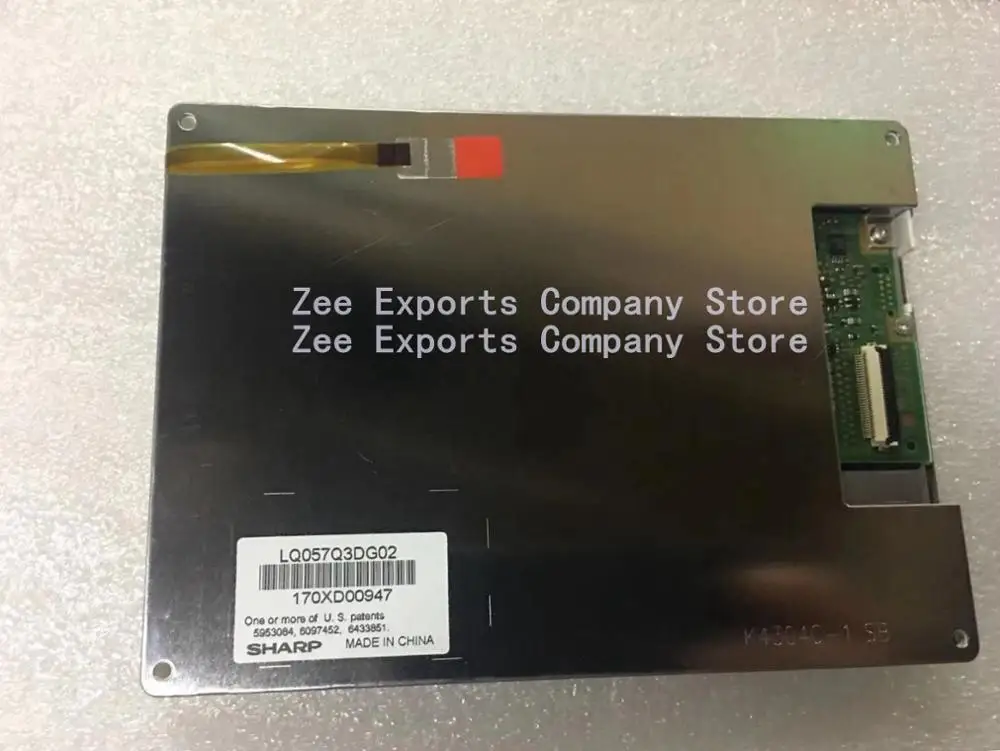 Zee Exports Company Store
Zee Exports Company Store
LQ057Q3DG02
170XD00947
One or more of U. S. patents
5953084, 6097452, 6433851.
SHARP MADE IN CHINA
K4304C-1 SB